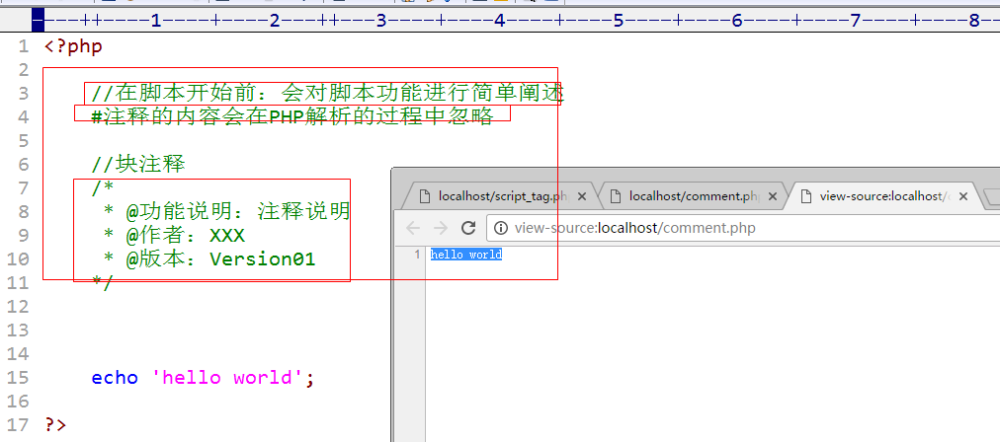 ----++----1----+----2----++--3----+----4----+----5----+----6----+----7----+----8--
1 <?php
2
3 //在脚本开始前：会对脚本功能进行简单阐述
4 #注释的内容会在PHP解析的过程中忽略
5
6 //块注释
7 /*
8 * @功能说明：注释说明
9 * @作者：XXX
10 * @版本：Version01
11 */
12
13
14
15 echo 'hello world';
16
17 ?>
localhost/script_tag.ph × localhost/comment.ph × view-source:localhost/c ×
view-source:localhost/comment.php
1 hello world